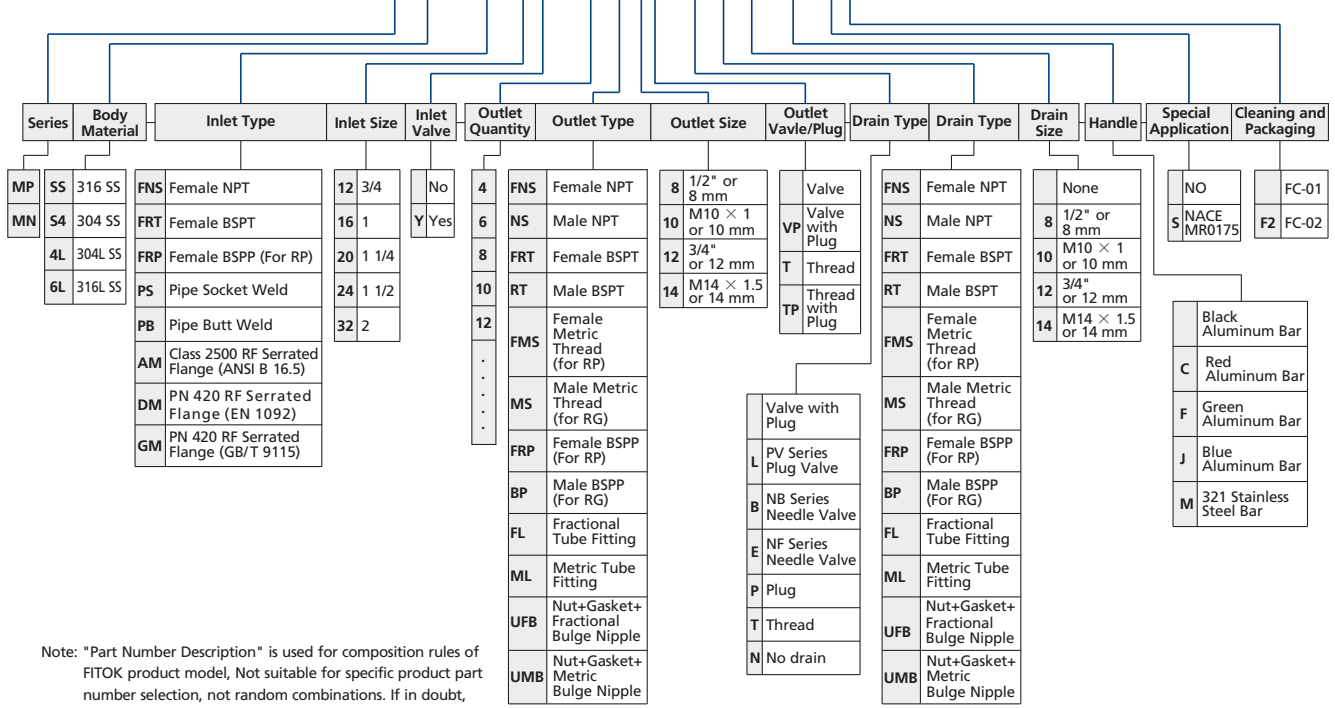 Series
Body
Material
Inlet Type
Inlet Size
Inlet
Valve
Outlet
Quantity
Outlet Type
Outlet Size
Outlet
Vavle/Plug
Drain Type
Drain Type
Drain
Size
Handle
Special
Application
Cleaning and
Packaging
MP
MN
SS 316 SS
S4 304 SS
4L 304L SS
6L 316L SS
FNS Female NPT
FRT Female BSPT
FRP Female BSPP (For RP)
PS Pipe Socket Weld
PB Pipe Butt Weld
AM Class 2500 RF Serrated
Flange (ANSI B 16.5)
DM PN 420 RF Serrated
Flange (EN 1092)
GM PN 420 RF Serrated
Flange (GB/T 9115)
12 3/4
16 1
20 1 1/4
24 1 1/2
32 2
No
Y Yes
4
6
8
10
12
.
.
.
.
.
.
FNS Female NPT
NS Male NPT
FRT Female BSPT
RT Male BSPT
FMS Female
Metric
Thread
(for RP)
MS Male Metric
Thread
(for RG)
FRP Female BSPP
(For RP)
BP Male BSPP
(For RG)
FL Fractional
Tube Fitting
ML Metric Tube
Fitting
UFB Nut+Gasket+
Fractional
Bulge Nipple
UMB Nut+Gasket+
Metric
Bulge Nipple
8 1/2" or
8 mm
10 M10 × 1
or 10 mm
12 3/4"
or 12 mm
14 M14 × 1.5
or 14 mm
Valve
VP Valve
with
Plug
T Thread
TP Thread
with
Plug
Valve with
Plug
L PV Series
Plug Valve
B NB Series
Needle Valve
E NF Series
Needle Valve
P Plug
T Thread
N No drain
FNS Female NPT
NS Male NPT
FRT Female BSPT
RT Male BSPT
FMS Female
Metric
Thread
(for RP)
MS Male Metric
Thread
(for RG)
FRP Female BSPP
(For RP)
BP Male BSPP
(For RG)
FL Fractional
Tube Fitting
ML Metric Tube
Fitting
UFB Nut+Gasket+
Fractional
Bulge Nipple
UMB Nut+Gasket+
Metric
Bulge Nipple
None
8 1/2" or
8 mm
10 M10 × 1
or 10 mm
12 3/4"
or 12 mm
14 M14 × 1.5
or 14 mm
Black
Aluminum Bar
C Red
Aluminum Bar
F Green
Aluminum Bar
J Blue
Aluminum Bar
M 321 Stainless
Steel Bar
NO
S NACE
MR0175
FC-01
F2 FC-02
Note: "Part Number Description" is used for composition rules of
FITOK product model, Not suitable for specific product part
number selection, not random combinations. If in doubt,